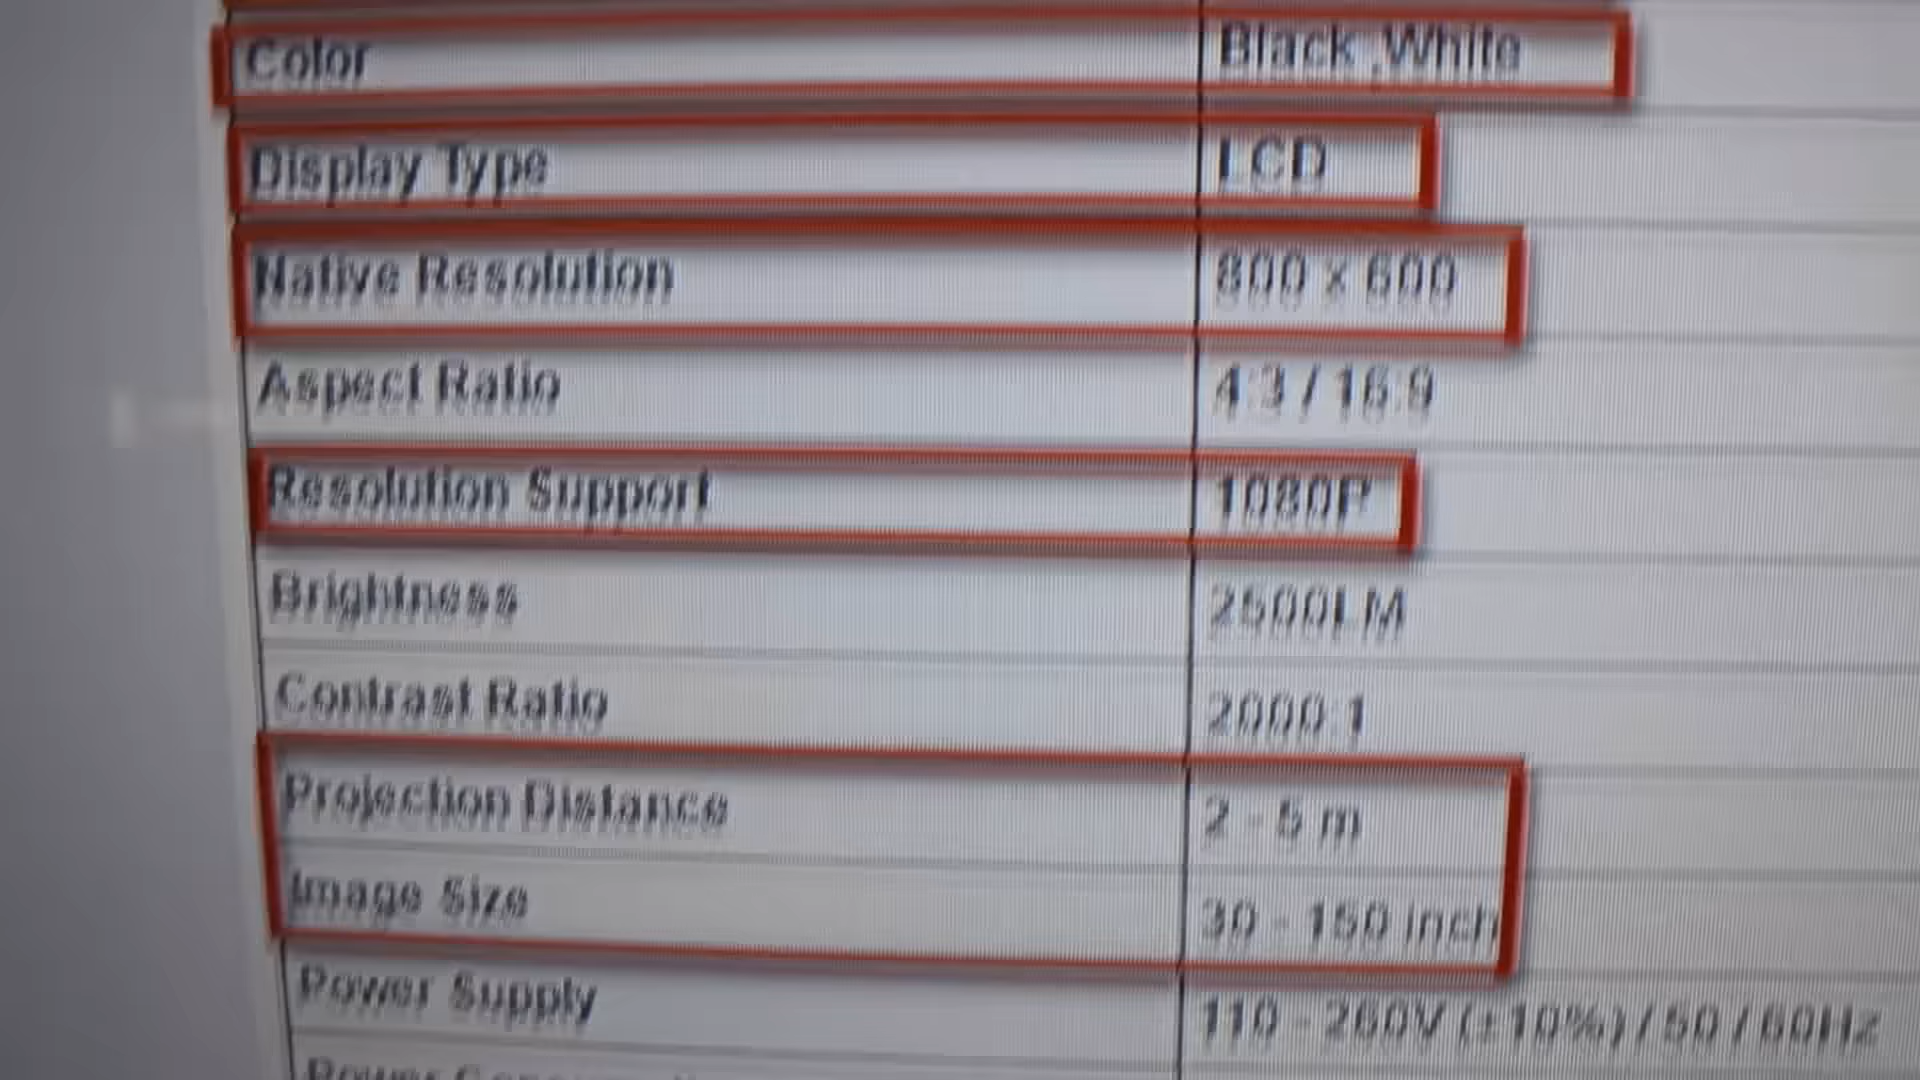 Color Black ,White
Display Type LCD
Native Resolution 800 x 600
Aspect Ratio 4:3 / 16:9
Resolution Support 1080P
Brightness 2500LM
Contrast Ratio 2000:1
Projection Distance 2 - 5 m
Image Size 30 - 150 inch
Power Supply 110 - 260V (±10%) / 50 / 60Hz
Power